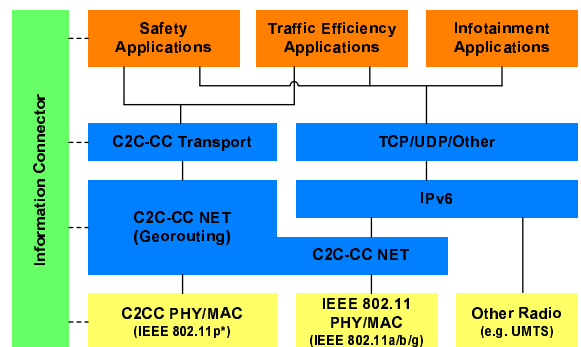 Information Connector
Safety
Applications
Traffic Efficiency
Applications
Infotainment
Applications
C2C-CC Transport
TCP/UDP/Other
C2C-CC NET
(Georouting)
IPv6
C2C-CC NET
C2CC PHY/MAC
(IEEE 802.11p*)
IEEE 802.11
PHY/MAC
(IEEE 802.11a/b/g)
Other Radio
(e.g. UMTS)